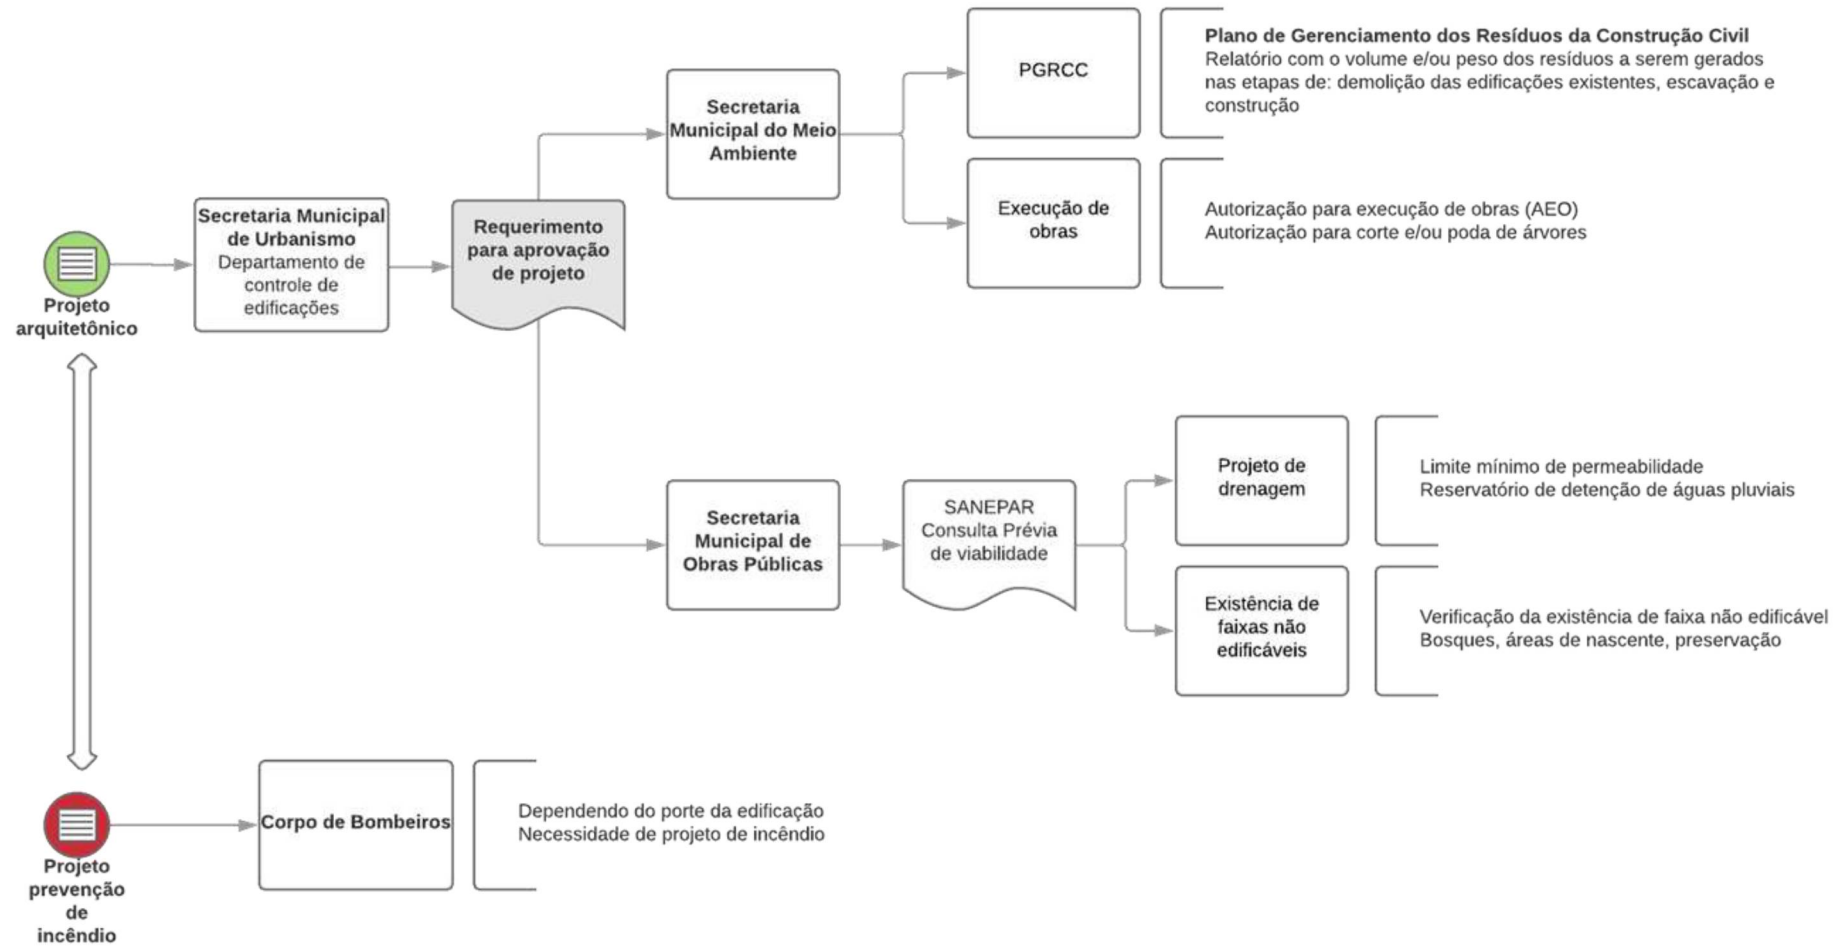 Projeto
arquitetônico
Secretaria Municipal
de Urbanismo
Departamento de
controle de
edificações
Requerimento
para aprovação
de projeto
Secretaria
Municipal do Meio
Ambiente
PGRCC
Plano de Gerenciamento dos Resíduos da Construção Civil
Relatório com o volume e/ou peso dos resíduos a serem gerados
nas etapas de: demolição das edificações existentes, escavação e
construção
Execução de
obras
Autorização para execução de obras (AEO)
Autorização para corte e/ou poda de árvores
Secretaria
Municipal de
Obras Públicas
SANEPAR
Consulta Prévia
de viabilidade
Projeto de
drenagem
Limite mínimo de permeabilidade
Reservatório de detenção de águas pluviais
Existência de
faixas não
edificáveis
Verificação da existência de faixa não edificável
Bosques, áreas de nascente, preservação
Projeto
prevenção
de
incêndio
Corpo de Bombeiros
Dependendo do porte da edificação
Necessidade de projeto de incêndio